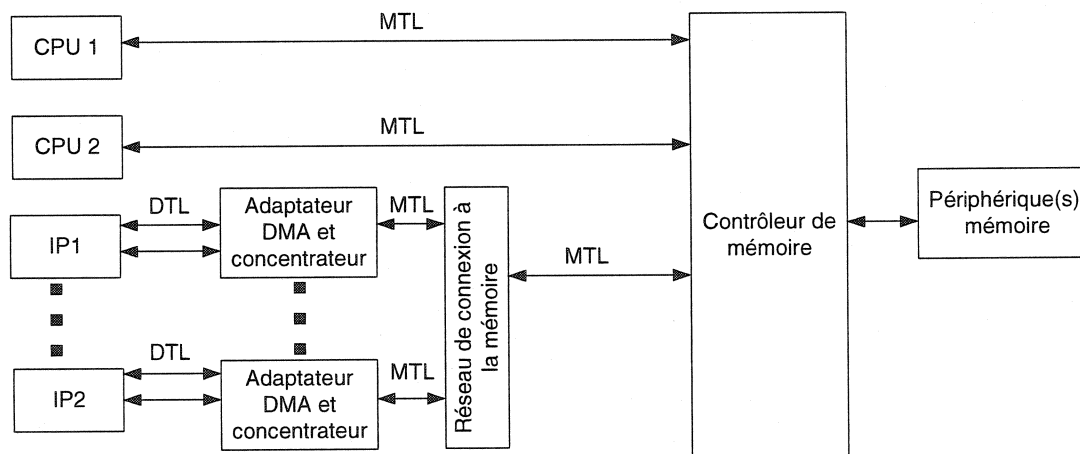 MTL
CPU 1
MTL
CPU 2
DTL
IP1
Adaptateur
DMA et
concentrateur
MTL
Réseau de connexion à
la mémoire
MTL
Contrôleur de
mémoire
Périphérique(s)
mémoire
DTL
IP2
Adaptateur
DMA et
concentrateur
MTL